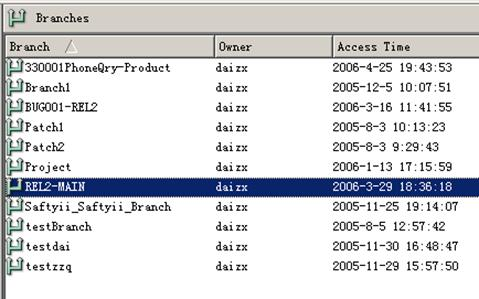 Branches
Branch Owner Access Time
330001PhoneQry-Product daizx 2006-4-25 19:43:53
Branch1 daizx 2005-12-5 10:07:51
BUG001-REL2 daizx 2006-3-16 11:41:55
Patch1 daizx 2005-8-3 10:13:23
Patch2 daizx 2005-8-3 9:29:43
Project daizx 2006-1-13 17:15:59
REL2-MAIN daizx 2006-3-29 18:36:18
Saftyii_Saftyii_Branch daizx 2005-11-25 19:14:07
testBranch daizx 2005-8-5 12:57:42
testdai daizx 2005-11-30 16:48:47
testzzq daizx 2005-11-29 15:57:50